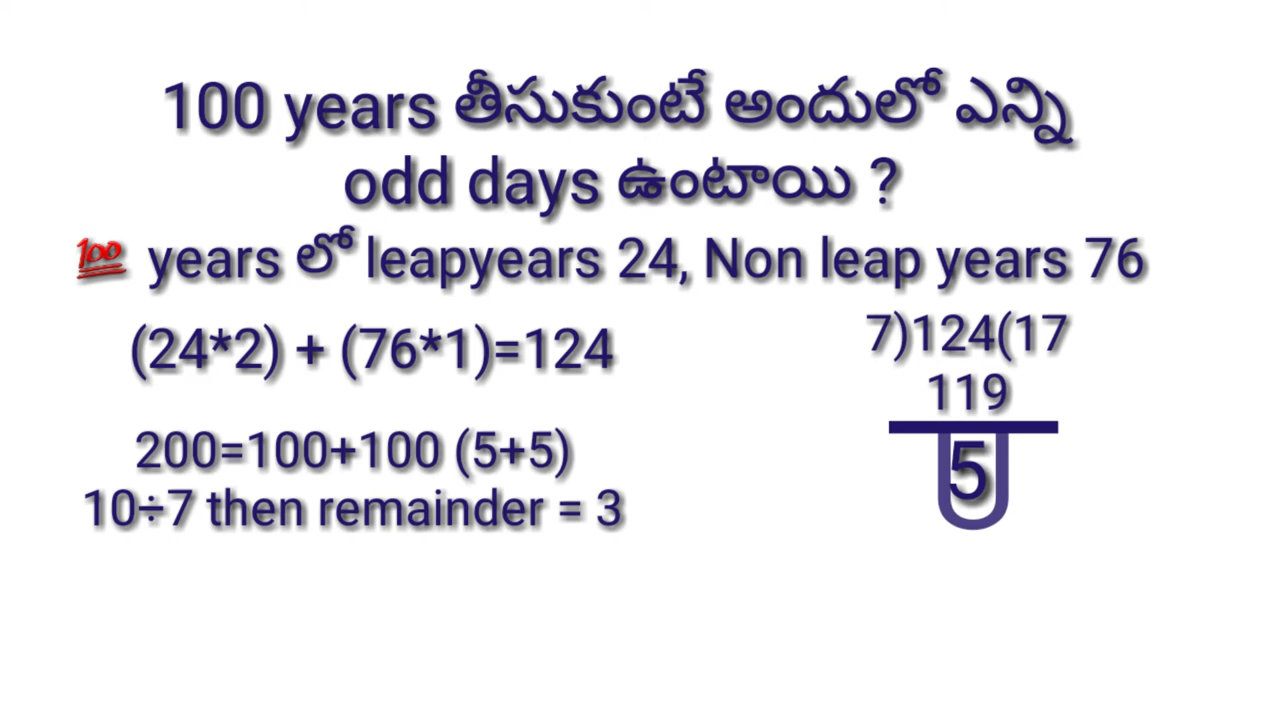 100 years తీసుకుంటే అందులో ఎన్ని
odd days ఉంటాయి ?
💯 years లో leapyears 24, Non leap years 76
(24*2) + (76*1)=124
7)124(17
119
5
200=100+100 (5+5)
10÷7 then remainder = 3